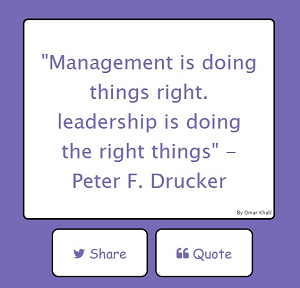 "Management is doing
things right.
leadership is doing
the right things" –
Peter F. Drucker
By Omar Khalil
Share
Quote